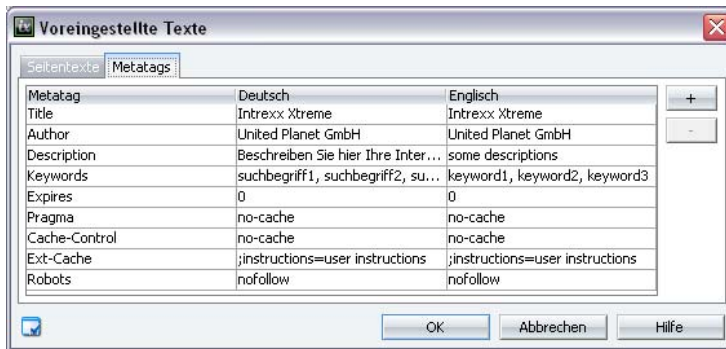 Voreingestellte Texte
Seitentexte Metatags
Metatag Deutsch Englisch
Title Intrexx Xtreme Intrexx Xtreme
Author United Planet GmbH United Planet GmbH
Description Beschreiben Sie hier Ihre Inter... some descriptions
Keywords suchbegriff1, suchbegriff2, su... keyword1, keyword2, keyword3
Expires 0 0
Pragma no-cache no-cache
Cache-Control no-cache no-cache
Ext-Cache ;instructions=user instructions ;instructions=user instructions
Robots nofollow nofollow
+
-
OK Abbrechen Hilfe